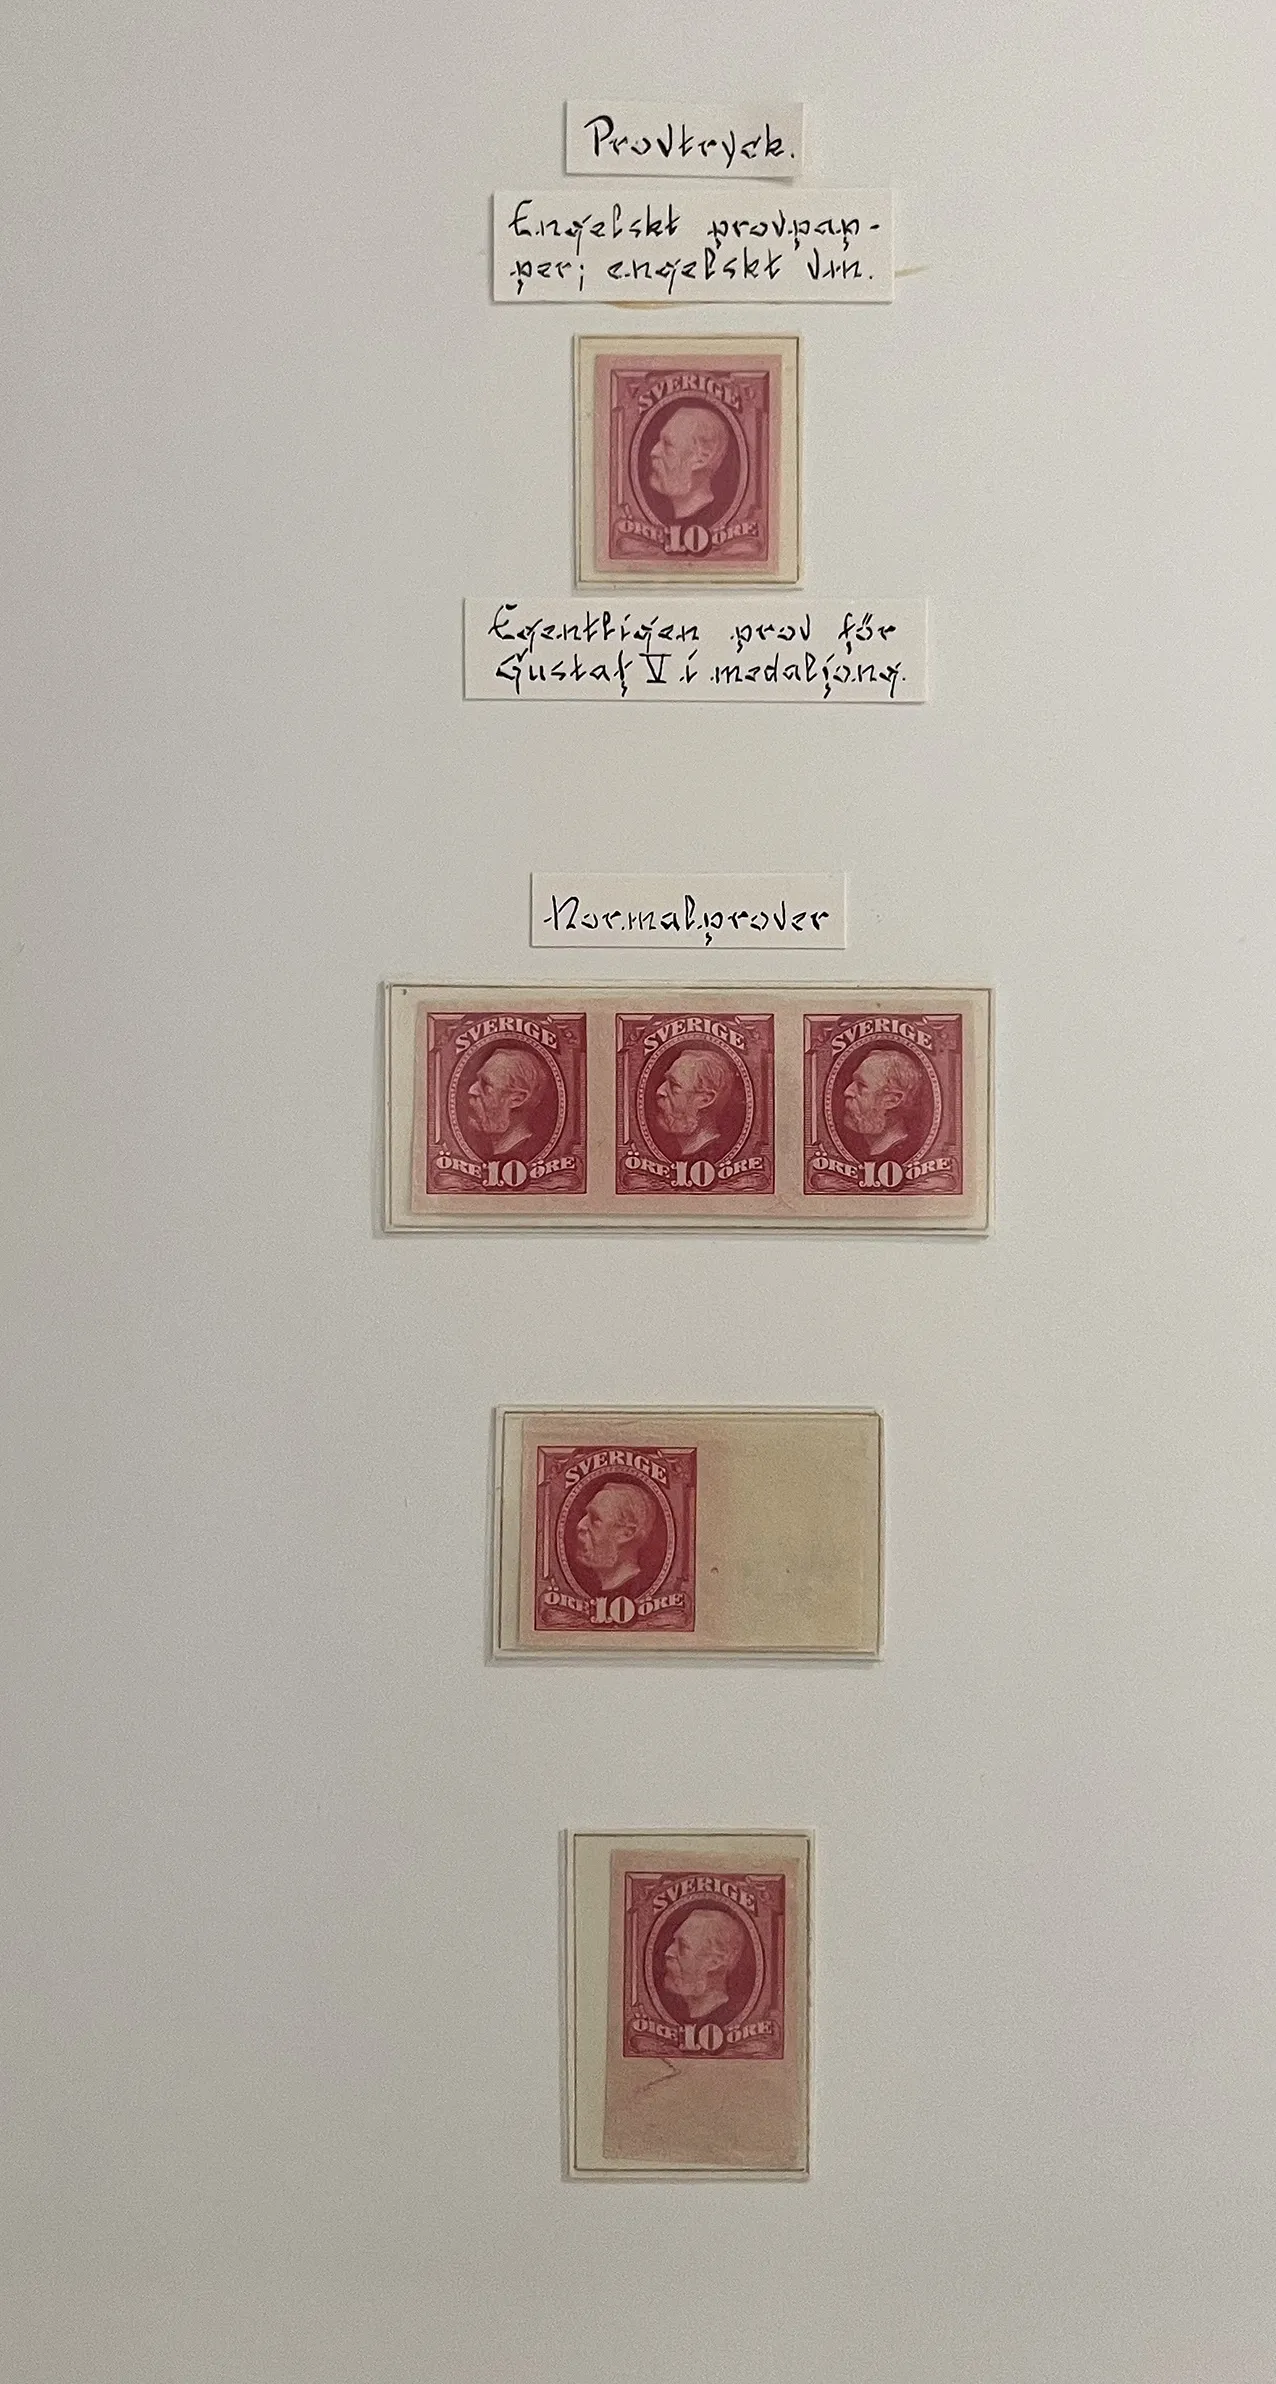 Provtryck.
Engelskt provpap-
per; engelskt vm.
SVERIGE
ÖRE 10 ÖRE
Egentligen prov för
Gustaf V i medaljong.
Normalprover
SVERIGE SVERIGE SVERIGE
ÖRE 10 ÖRE ÖRE 10 ÖRE ÖRE 10 ÖRE
SVERIGE
ÖRE 10 ÖRE
SVERIGE
ÖRE 10 ÖRE